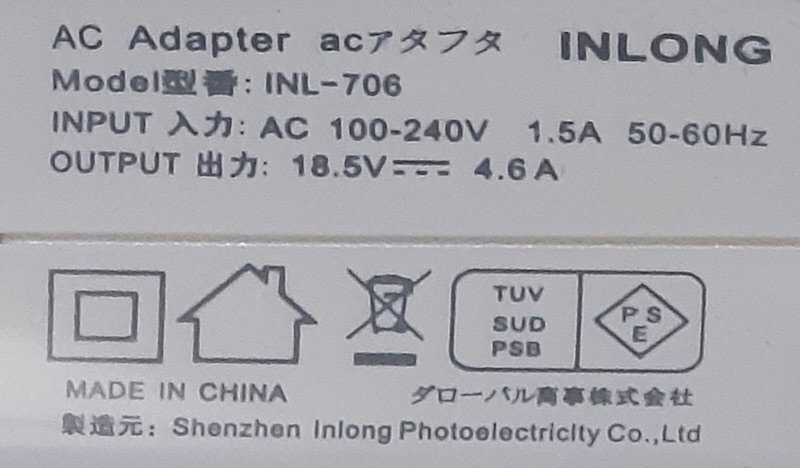 AC Adapter acアタフタ INLONG
Model型番: INL-706
INPUT 入力: AC 100-240V 1.5A 50-60Hz
OUTPUT 出力: 18.5V⎓ 4.6A
TUV
SUD
PSB
PS
E
MADE IN CHINA グローバル商事株式会社
製造元: Shenzhen Inlong Photoelectricity Co.,Ltd